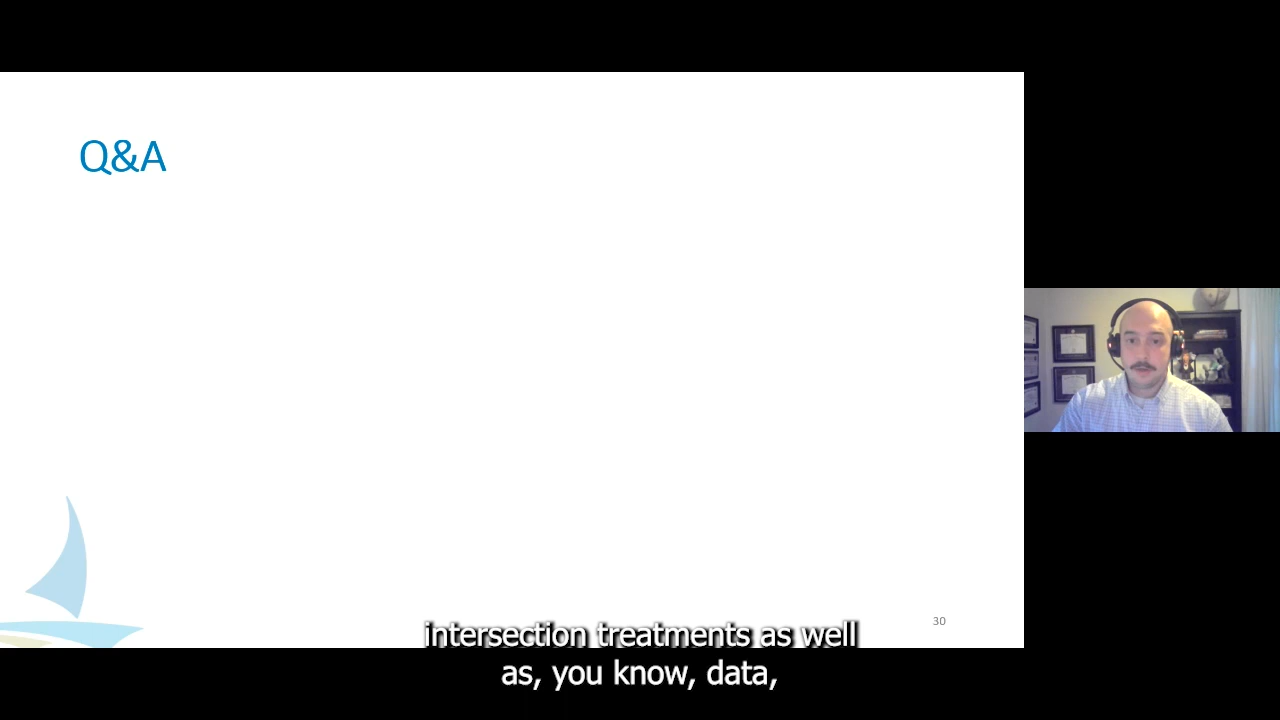 Q&A
30
intersection treatments as well
as, you know, data,